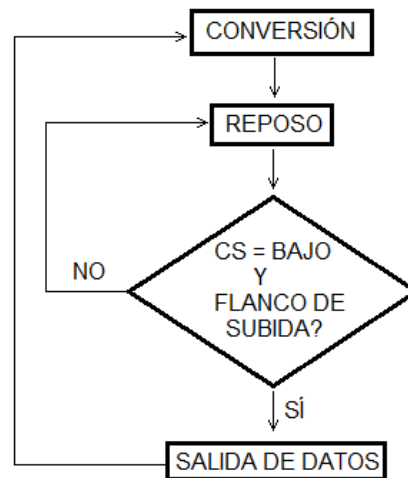 CONVERSIÓN
REPOSO
CS = BAJO
Y
FLANCO DE
SUBIDA?
NO
SÍ
SALIDA DE DATOS